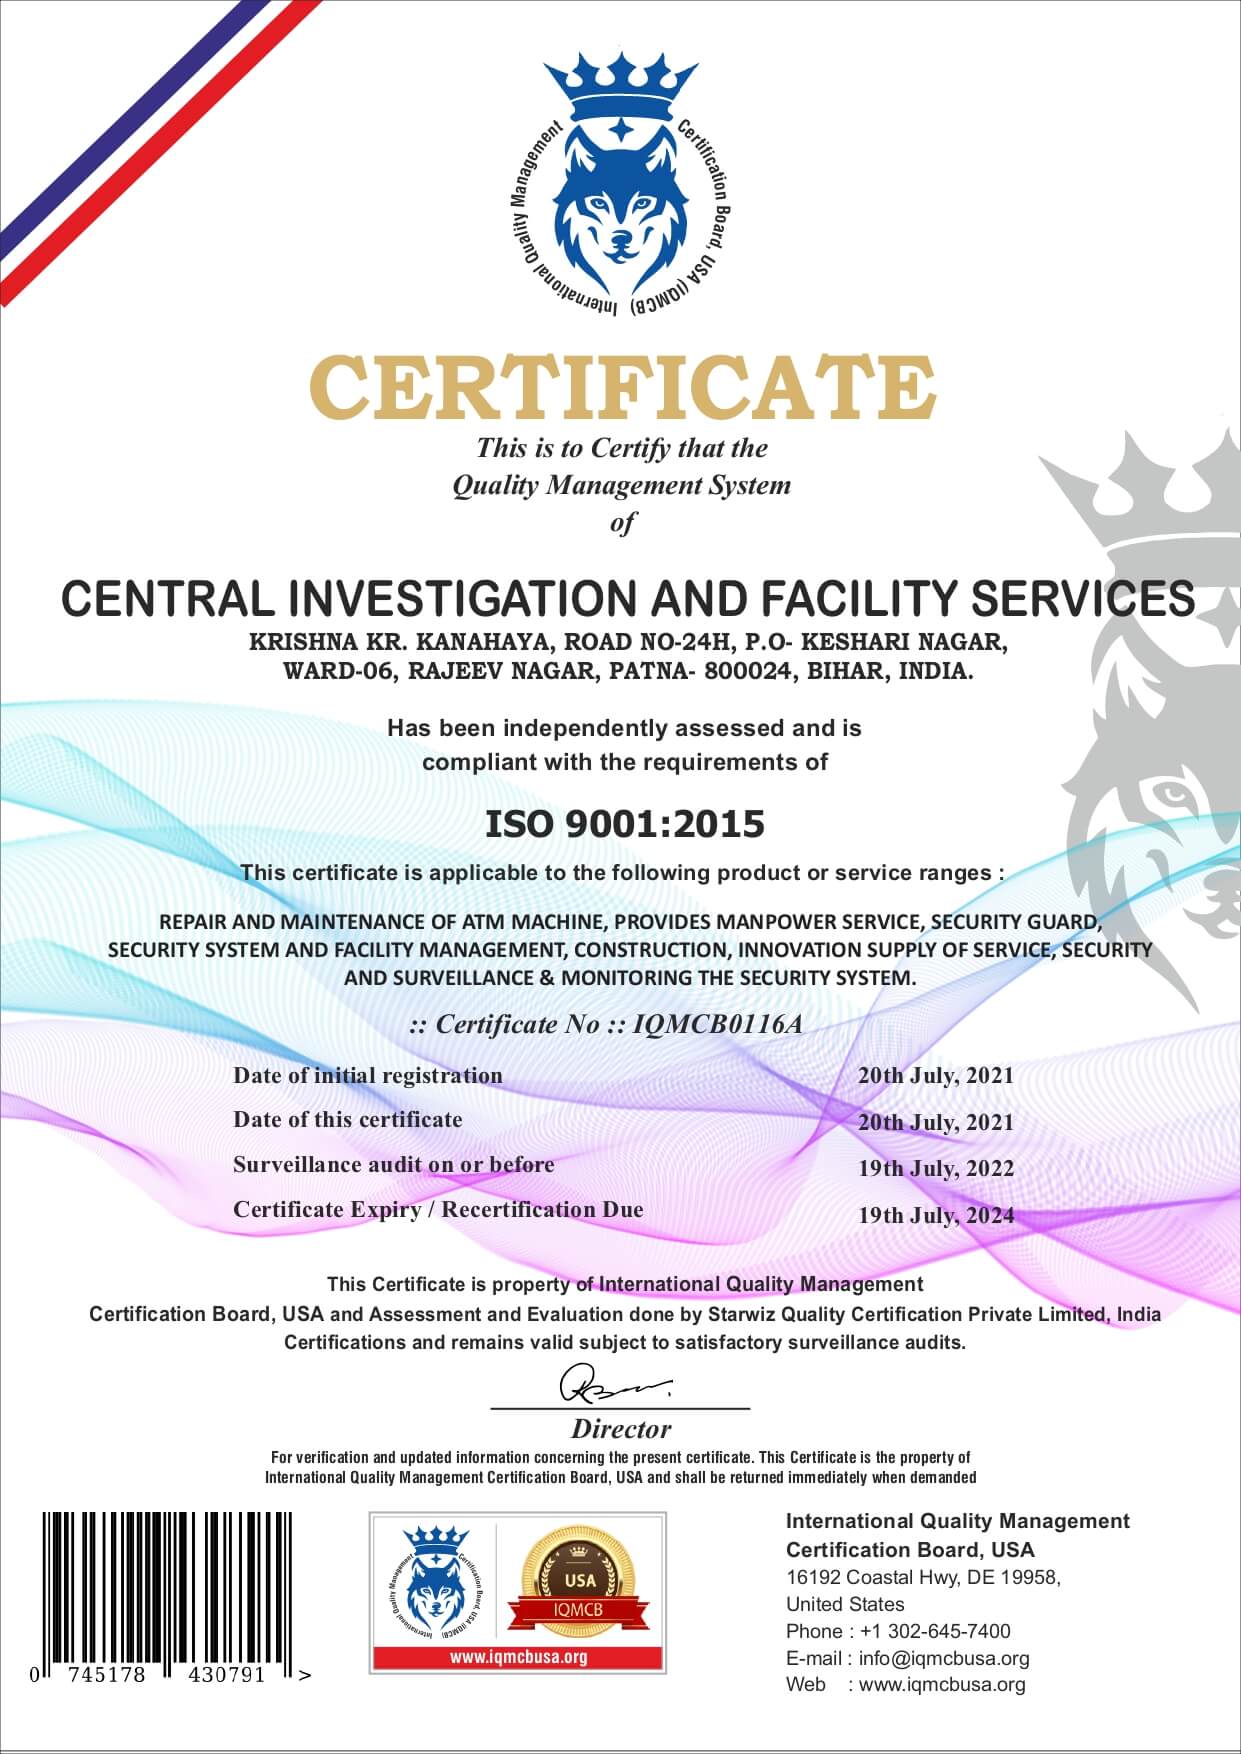 International Quality Management
Certification Board, USA (IQMCB)
CERTIFICATE
This is to Certify that the
Quality Management System
of
CENTRAL INVESTIGATION AND FACILITY SERVICES
KRISHNA KR. KANAHAYA, ROAD NO-24H, P.O- KESHARI NAGAR,
WARD-06, RAJEEV NAGAR, PATNA- 800024, BIHAR, INDIA.
Has been independently assessed and is
compliant with the requirements of
ISO 9001:2015
This certificate is applicable to the following product or service ranges :
REPAIR AND MAINTENANCE OF ATM MACHINE, PROVIDES MANPOWER SERVICE, SECURITY GUARD,
SECURITY SYSTEM AND FACILITY MANAGEMENT, CONSTRUCTION, INNOVATION SUPPLY OF SERVICE, SECURITY
AND SURVEILLANCE & MONITORING THE SECURITY SYSTEM.
:: Certificate No :: IQMCB0116A
Date of initial registration 20th July, 2021
Date of this certificate 20th July, 2021
Surveillance audit on or before 19th July, 2022
Certificate Expiry / Recertification Due 19th July, 2024
This Certificate is property of International Quality Management
Certification Board, USA and Assessment and Evaluation done by Starwiz Quality Certification Private Limited, India
Certifications and remains valid subject to satisfactory surveillance audits.
Director
For verification and updated information concerning the present certificate. This Certificate is the property of
International Quality Management Certification Board, USA and shall be returned immediately when demanded
0 745178 430791 >
International Quality Management
Certification Board, USA (IQMCB)
USA
IQMCB
www.iqmcbusa.org
International Quality Management
Certification Board, USA
16192 Coastal Hwy, DE 19958,
United States
Phone : +1 302-645-7400
E-mail : info@iqmcbusa.org
Web : www.iqmcbusa.org